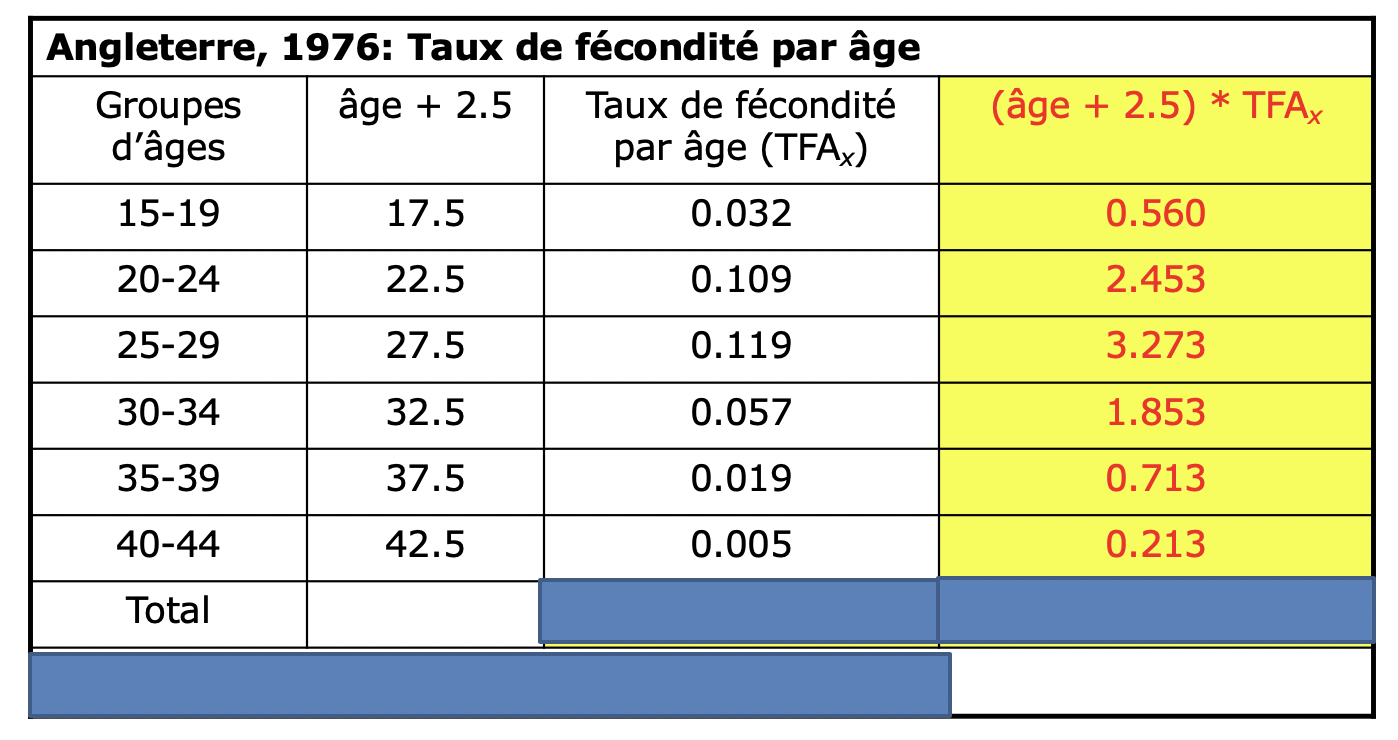 Angleterre, 1976: Taux de fécondité par âge
Groupes d’âges âge + 2.5 Taux de fécondité par âge (TFAx) (âge + 2.5) * TFAx
15-19 17.5 0.032 0.560
20-24 22.5 0.109 2.453
25-29 27.5 0.119 3.273
30-34 32.5 0.057 1.853
35-39 37.5 0.019 0.713
40-44 42.5 0.005 0.213
Total